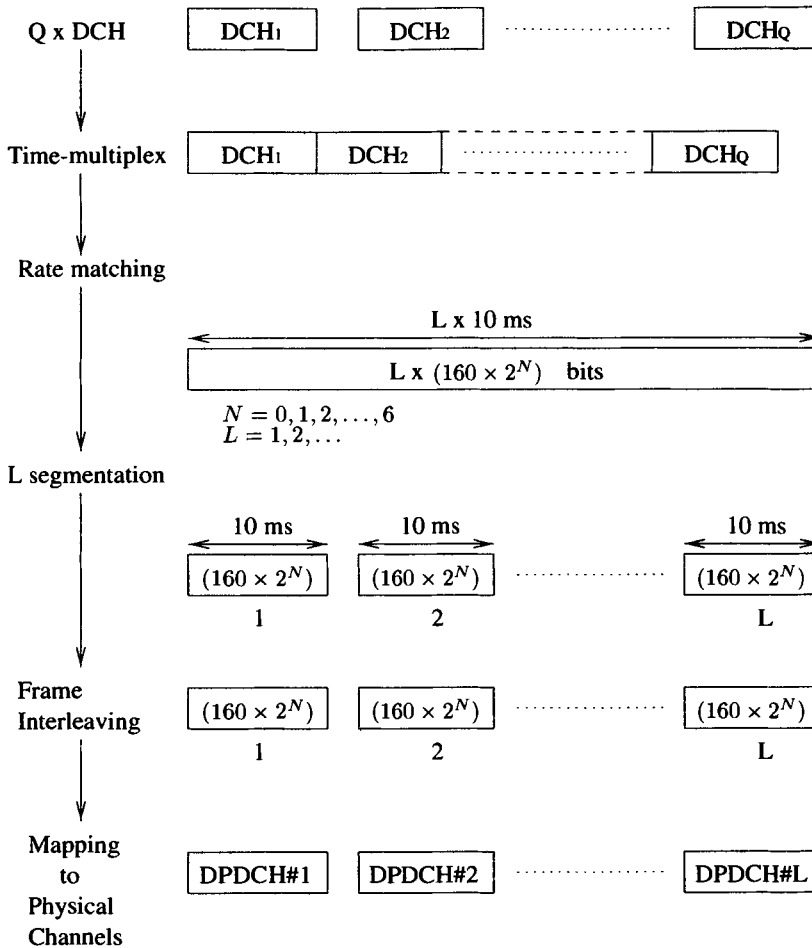 Q x DCH DCH1 DCH2 DCHQ
Time-multiplex DCH1 DCH2 DCHQ
Rate matching
L x 10 ms
L x (160 × 2^N) bits
N = 0, 1, 2, . . . , 6
L = 1, 2, . . .
L segmentation
10 ms 10 ms 10 ms
(160 × 2^N) (160 × 2^N) (160 × 2^N)
1 2 L
Frame
Interleaving
(160 × 2^N) (160 × 2^N) (160 × 2^N)
1 2 L
Mapping
to
Physical
Channels
DPDCH#1 DPDCH#2 DPDCH#L